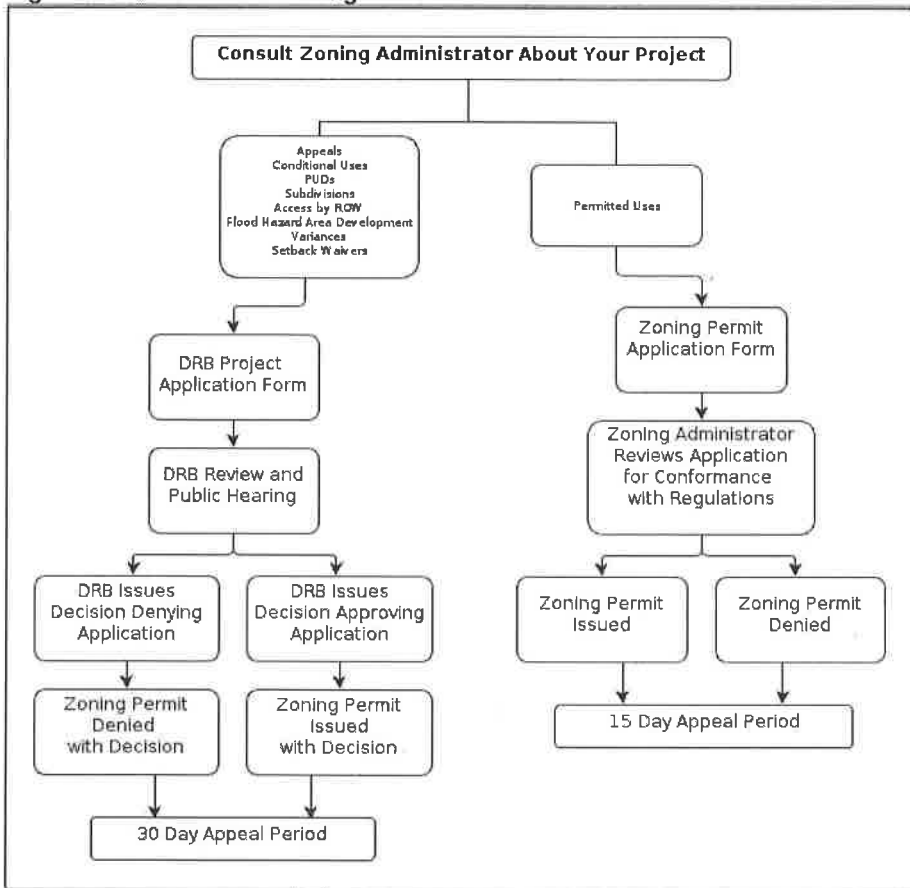 Consult Zoning Administrator About Your Project
Appeals
Conditional Uses
PUDs
Subdivisions
Access by ROW
Flood Hazard Area Development
Variances
Setback Waivers
Permitted Uses
DRB Project
Application Form
DRB Review and
Public Hearing
DRB Issues
Decision Denying
Application
DRB Issues
Decision Approving
Application
Zoning Permit
Denied
with Decision
Zoning Permit
Issued
with Decision
30 Day Appeal Period
Zoning Permit
Application Form
Zoning Administrator
Reviews Application
for Conformance
with Regulations
Zoning Permit
Issued
Zoning Permit
Denied
15 Day Appeal Period